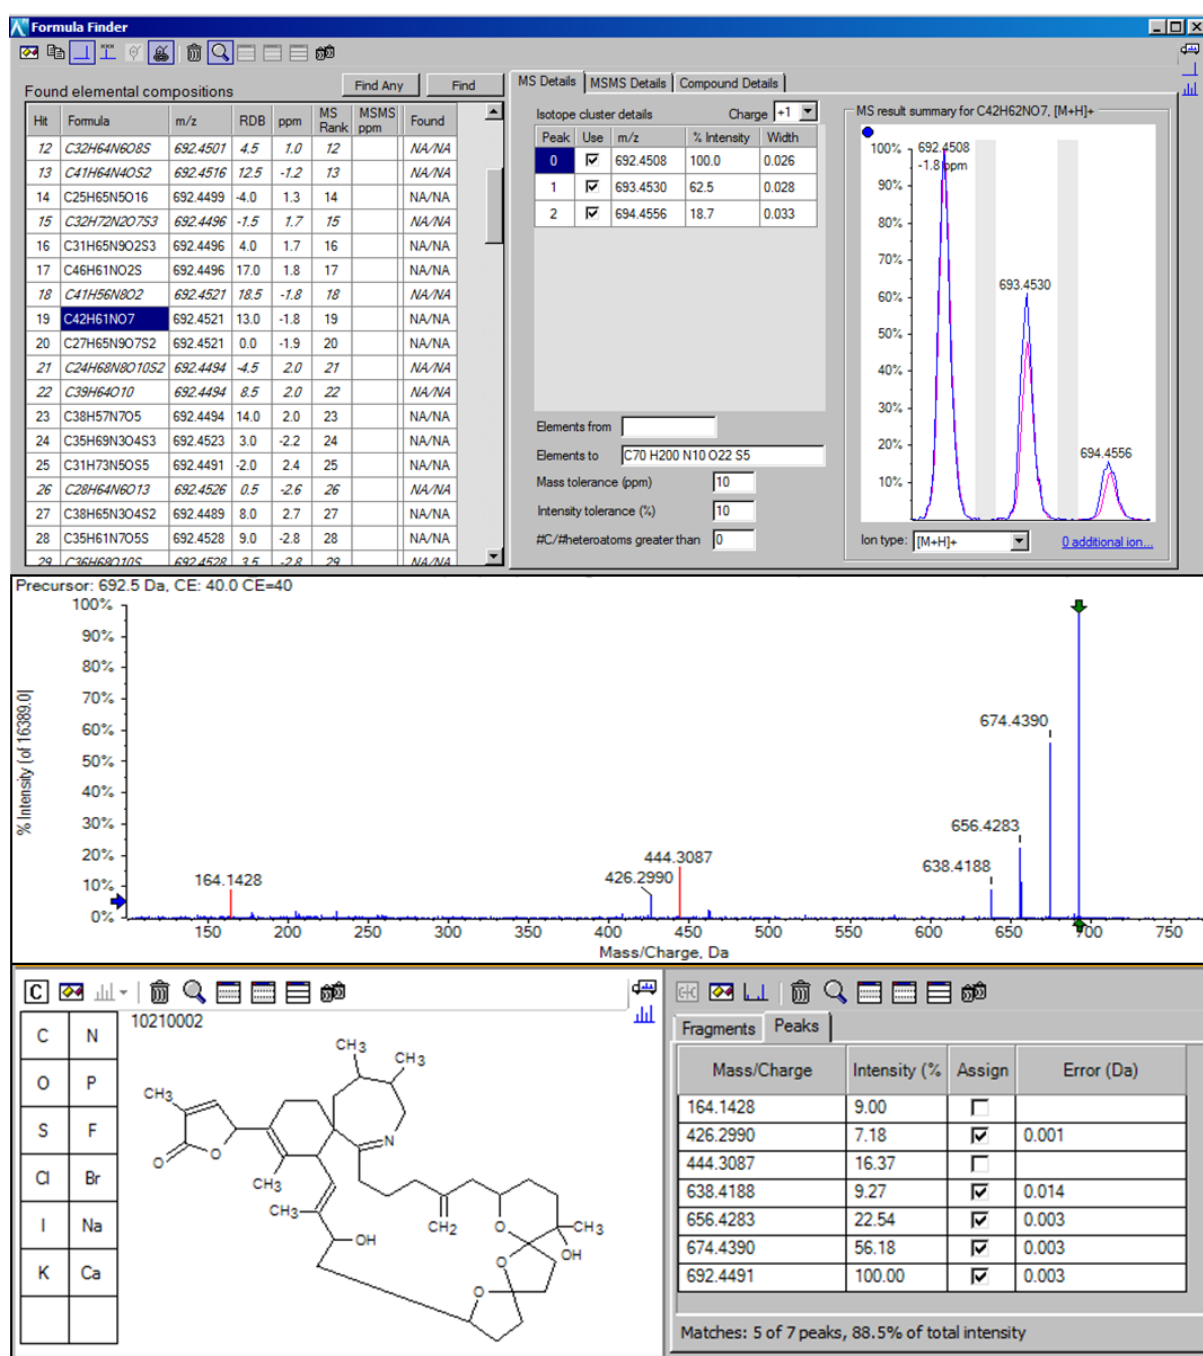 Formula Finder
Found elemental compositions
Find Any
Find
Hit Formula m/z RDB ppm MS Rank MSMS ppm Found
12 C32H64N6O8S 692.4501 4.5 1.0 12 NA/NA
13 C41H64N4OS2 692.4516 12.5 -1.2 13 NA/NA
14 C25H65N5O16 692.4499 -4.0 1.3 14 NA/NA
15 C32H72N2O7S3 692.4496 -1.5 1.7 15 NA/NA
16 C31H65N9O2S3 692.4496 4.0 1.7 16 NA/NA
17 C46H61NO2S 692.4496 17.0 1.8 17 NA/NA
18 C41H56N8O2 692.4521 18.5 -1.8 18 NA/NA
19 C42H61NO7 692.4521 13.0 -1.8 19 NA/NA
20 C27H65N9O7S2 692.4521 0.0 -1.9 20 NA/NA
21 C24H68N8O10S2 692.4494 -4.5 2.0 21 NA/NA
22 C39H64O10 692.4494 8.5 2.0 22 NA/NA
23 C38H57N7O5 692.4494 14.0 2.0 23 NA/NA
24 C35H69N3O4S3 692.4523 3.0 -2.2 24 NA/NA
25 C31H73N5OS5 692.4491 -2.0 2.4 25 NA/NA
26 C28H64N6O13 692.4526 0.5 -2.6 26 NA/NA
27 C38H65N3O4S2 692.4489 8.0 2.7 27 NA/NA
28 C35H61N7O5S 692.4528 9.0 -2.8 28 NA/NA
29 C36H68O10S 692.4528 3.5 -2.8 29 NA/NA
MS Details MSMS Details Compound Details
Isotope cluster details Charge +1
Peak Use m/z % Intensity Width
0 692.4508 100.0 0.026
1 693.4530 62.5 0.028
2 694.4556 18.7 0.033
Elements from
Elements to C70 H200 N10 O22 S5
Mass tolerance (ppm) 10
Intensity tolerance (%) 10
#C/#heteroatoms greater than 0
MS result summary for C42H62NO7, [M+H]+
100%
90%
80%
70%
60%
50%
40%
30%
20%
10%
692.4508
-1.8 ppm
693.4530
694.4556
Ion type: [M+H]+ 0 additional ion...
Precursor: 692.5 Da, CE: 40.0 CE=40
% Intensity (of 16389.0)
100%
90%
80%
70%
60%
50%
40%
30%
20%
10%
0%
164.1428
426.2990
444.3087
638.4188
656.4283
674.4390
150 200 250 300 350 400 450 500 550 600 650 700 750
Mass/Charge, Da
C
C N
O P
S F
Cl Br
I Na
K Ca
10210002
CH3
CH3
CH3
O
O
N
CH3
CH3
OH
CH2
O
CH3
OH
O
O
Fragments Peaks
Mass/Charge Intensity (% Assign Error (Da)
164.1428 9.00
426.2990 7.18 0.001
444.3087 16.37
638.4188 9.27 0.014
656.4283 22.54 0.003
674.4390 56.18 0.003
692.4491 100.00 0.003
Matches: 5 of 7 peaks, 88.5% of total intensity